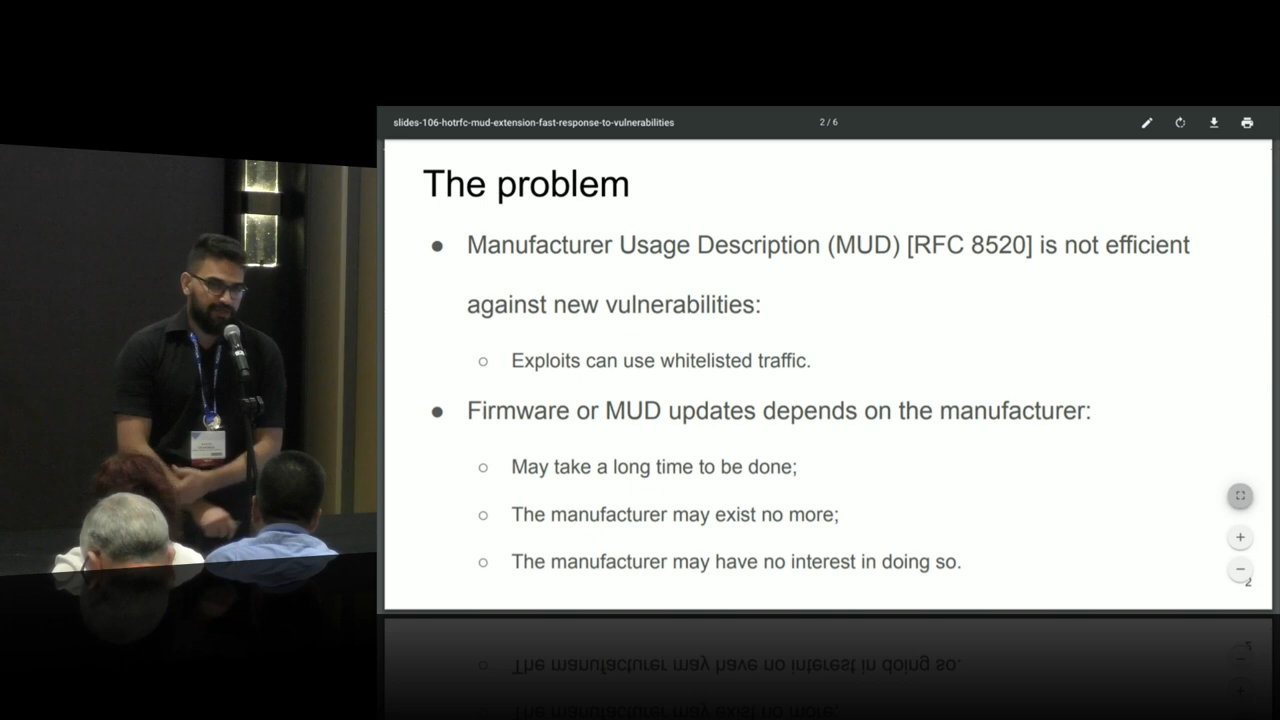 slides-106-hotrfc-mud-extension-fast-response-to-vulnerabilities
2 / 6
The problem
● Manufacturer Usage Description (MUD) [RFC 8520] is not efficient
against new vulnerabilities:
○ Exploits can use whitelisted traffic.
● Firmware or MUD updates depends on the manufacturer:
○ May take a long time to be done;
○ The manufacturer may exist no more;
○ The manufacturer may have no interest in doing so.
2